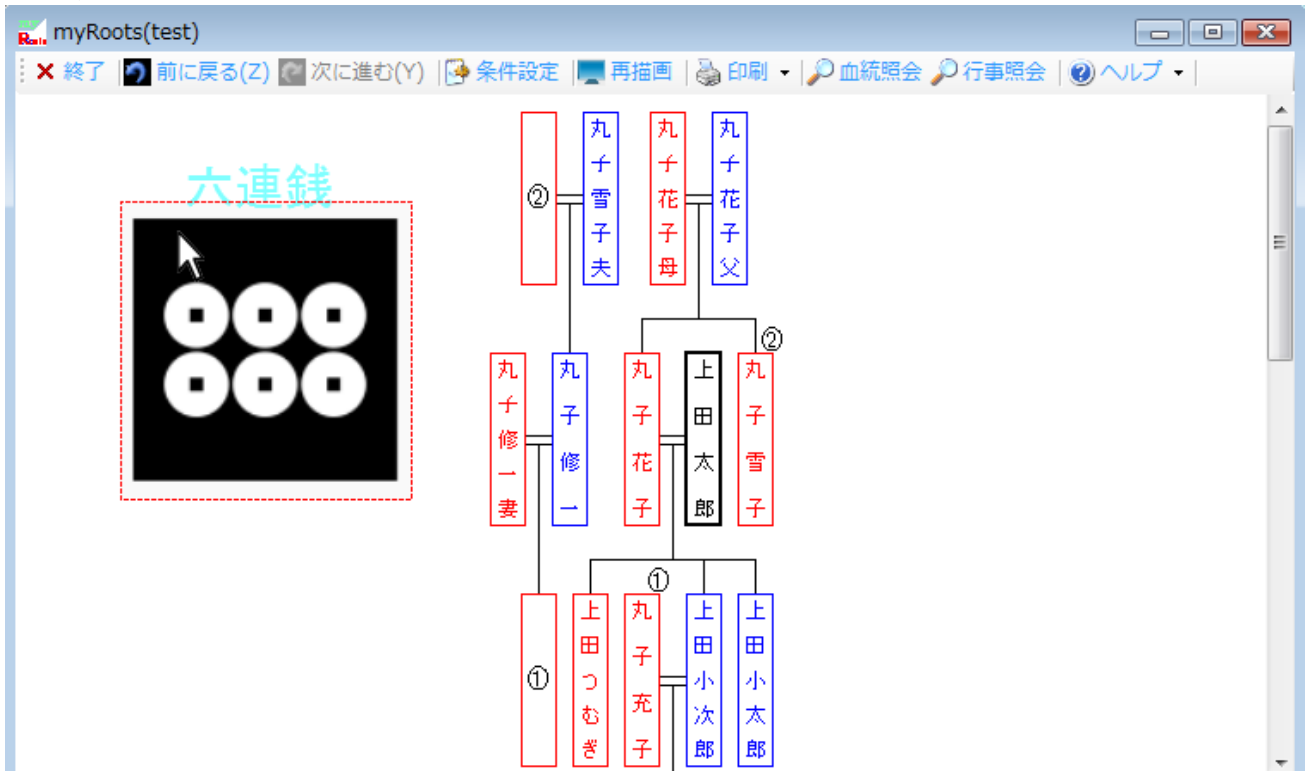 myRoots(test)
終了 前に戻る(Z) 次に進む(Y) 条件設定 再描画 印刷 血統照会 行事照会 ヘルプ
六連銭
②
丸子雪子夫
丸子花子母
丸子花子父
②
丸子修一妻
丸子修一
丸子花子
上田太郎
丸子雪子
①
①
上田つむぎ
丸子充子
上田小次郎
上田小太郎